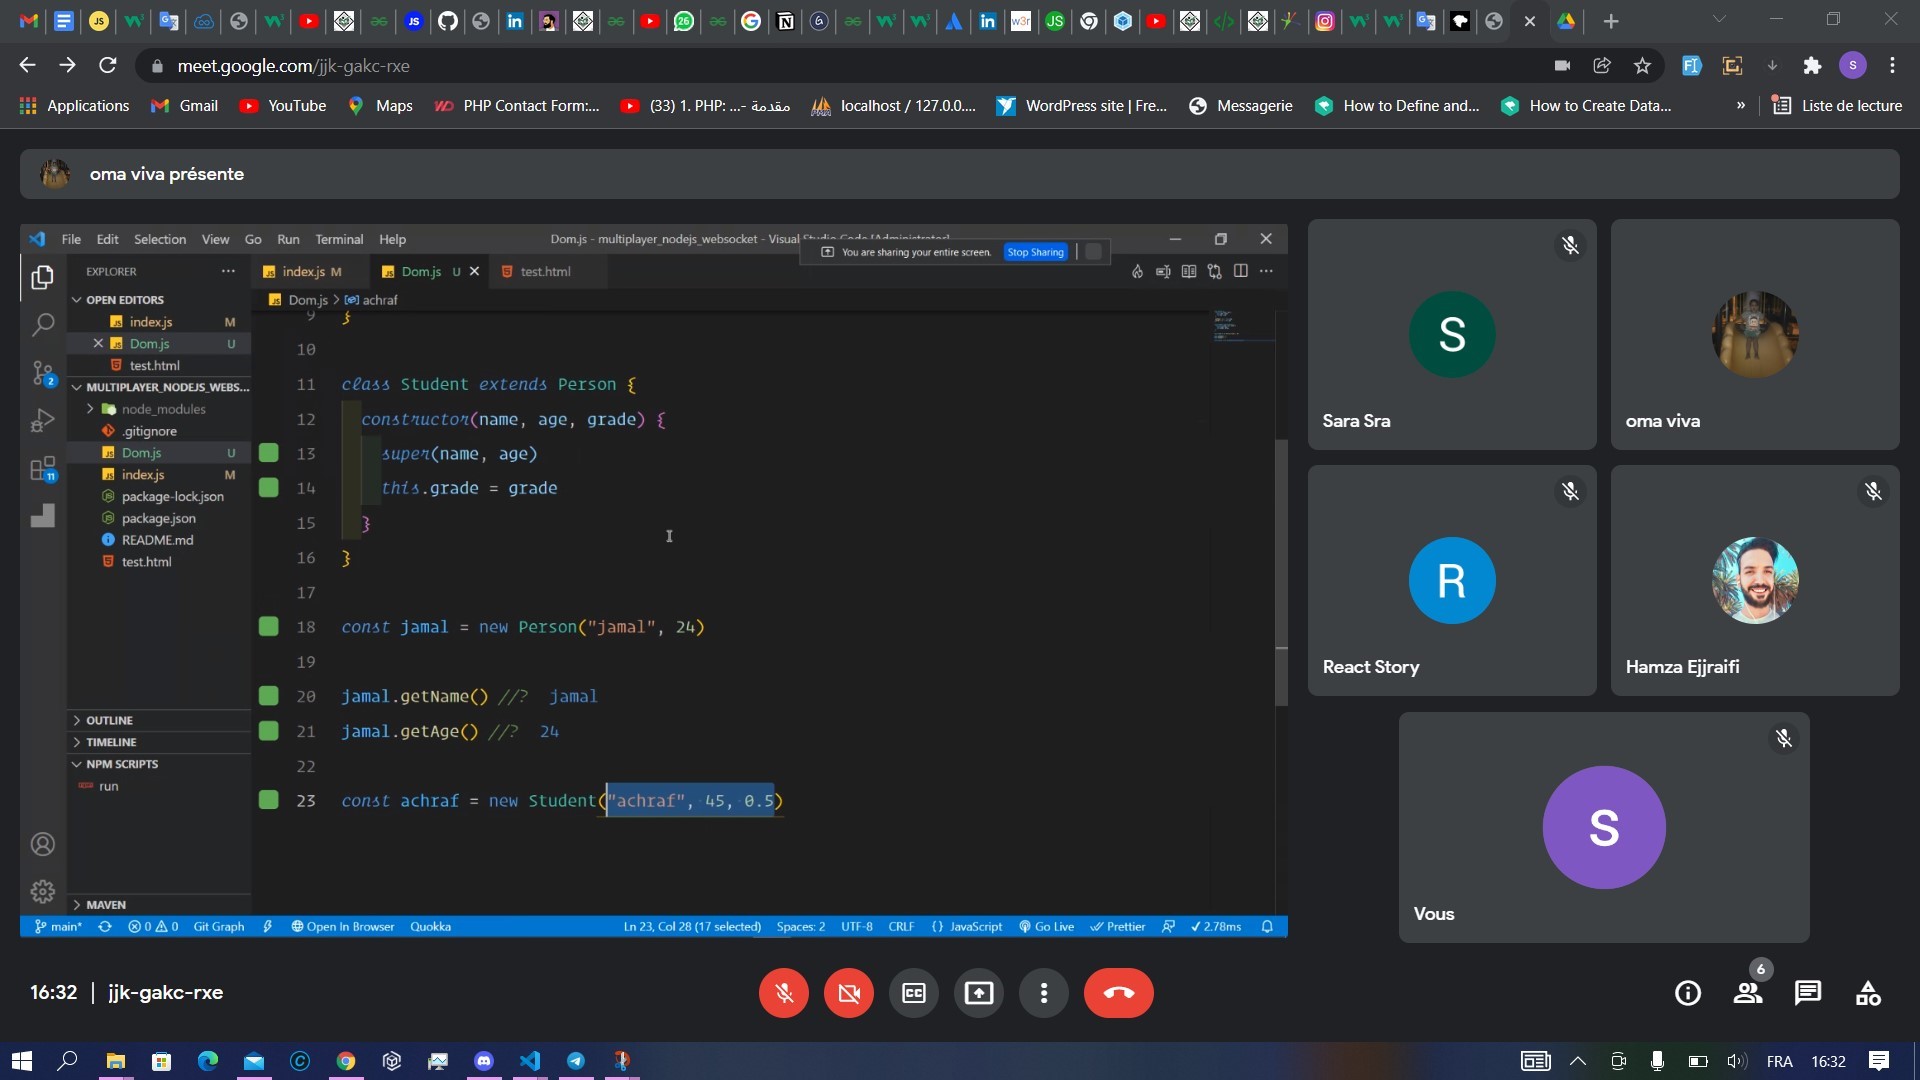 meet.google.com/jjk-gakc-rxe
S
Applications
Gmail
YouTube
Maps
PHP Contact Form:...
(33) 1. PHP: ...- مقدمة
localhost / 127.0.0....
WordPress site | Fre...
Messagerie
How to Define and...
How to Create Data...
»
Liste de lecture
oma viva présente
File Edit Selection View Go Run Terminal Help
Dom.js - multiplayer_nodejs_websocket - Visual Studio Code [Administrator]
You are sharing your entire screen.
Stop Sharing
EXPLORER
index.js M
Dom.js U
test.html
OPEN EDITORS
index.js M
Dom.js U
test.html
MULTIPLAYER_NODEJS_WEBS...
node_modules
.gitignore
Dom.js U
index.js M
package-lock.json
package.json
README.md
test.html
OUTLINE
TIMELINE
NPM SCRIPTS
run
MAVEN
2
11
Dom.js > achraf
9 }
10
11 class Student extends Person {
12 constructor(name, age, grade) {
13 super(name, age)
14 this.grade = grade
15 }
16 }
17
18 const jamal = new Person("jamal", 24)
19
20 jamal.getName() //? jamal
21 jamal.getAge() //? 24
22
23 const achraf = new Student("achraf", 45, 0.5)
main* 0 0 Git Graph Open In Browser Quokka
Ln 23, Col 28 (17 selected) Spaces: 2 UTF-8 CRLF {} JavaScript Go Live Prettier 2.78ms
S
Sara Sra
oma viva
R
React Story
Hamza Ejjraifi
S
Vous
16:32 | jjk-gakc-rxe
CC
6
FRA 16:32